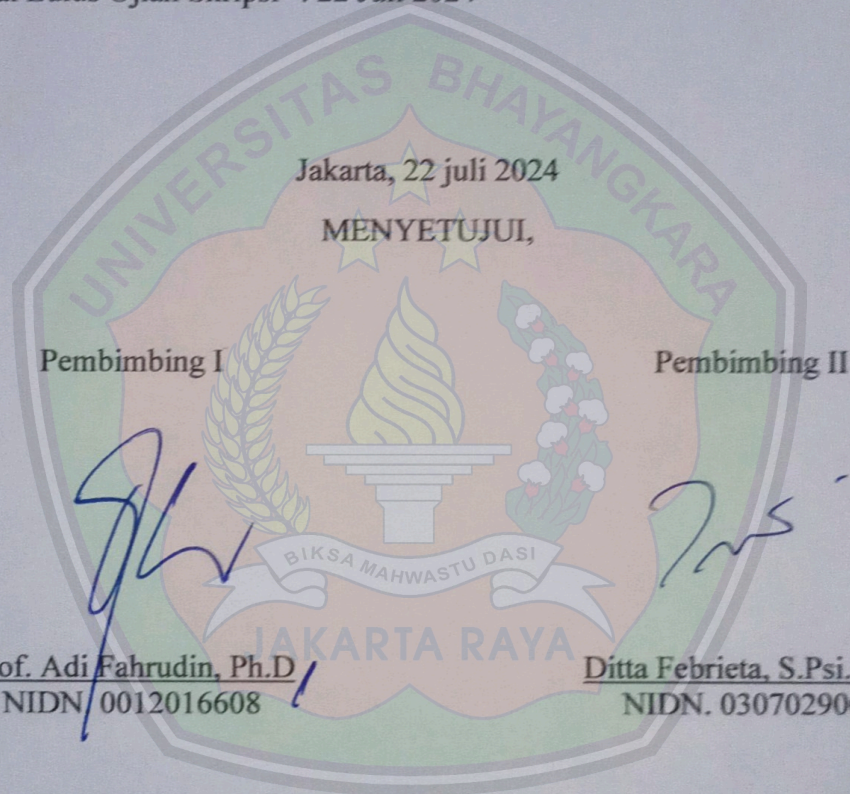 UNIVERSITAS BHAYANGKARA
Jakarta, 22 juli 2024
MENYETUJUI,
Pembimbing I Pembimbing II
BIKSA MAHWASTU DASI
JAKARTA RAYA
of. Adi Fahrudin, Ph.D Ditta Febrieta, S.Psi.
NIDN 0012016608 NIDN. 03070290